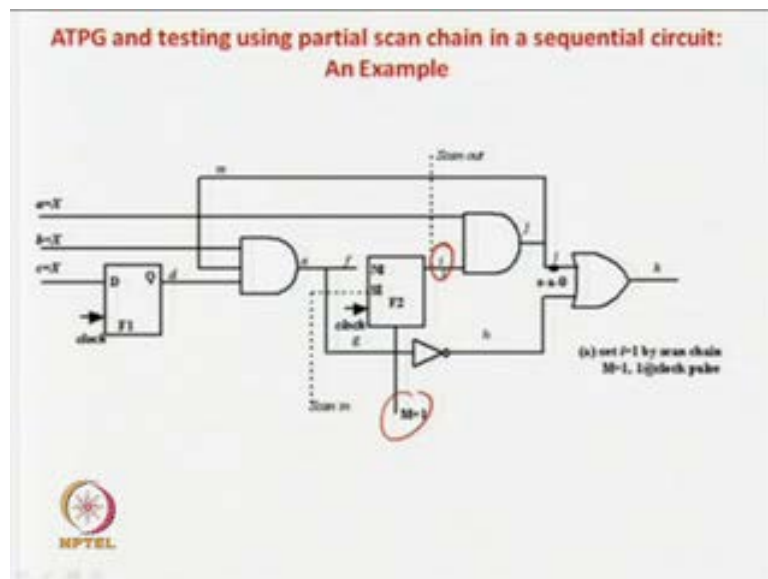 ATPG and testing using partial scan chain in a sequential circuit:
An Example
Scan out
m
a=X
b=X
c=X
D Q
d
e
f
NI
SI
F2
j
l
s-a-0
k
clock
F1
clock
g
h
Scan in
M=1
(a) set i=1 by scan chain
M=1, 1@clock pulse
NPTEL